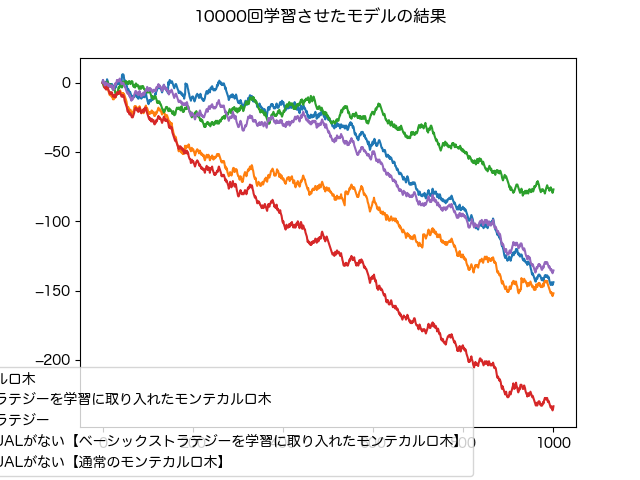 10000回学習させたモデルの結果
0
−50
−100
−150
−200
ルロ木
ラテジーを学習に取り入れたモンテカルロ木
ラテジー
UALがない【ベーシックストラテジーを学習に取り入れたモンテカルロ木】
UALがない【通常のモンテカルロ木】
1000